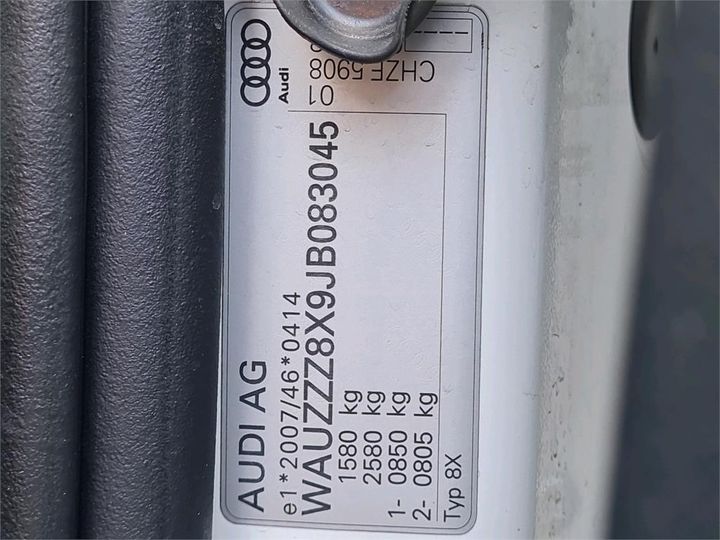 AUDI AG
Audi
e1*2007/46*0414
01
WAUZZZ8X9JB083045
1580 kg
2580 kg
1- 0850 kg
2- 0805 kg
Typ 8X
CHZF 5908